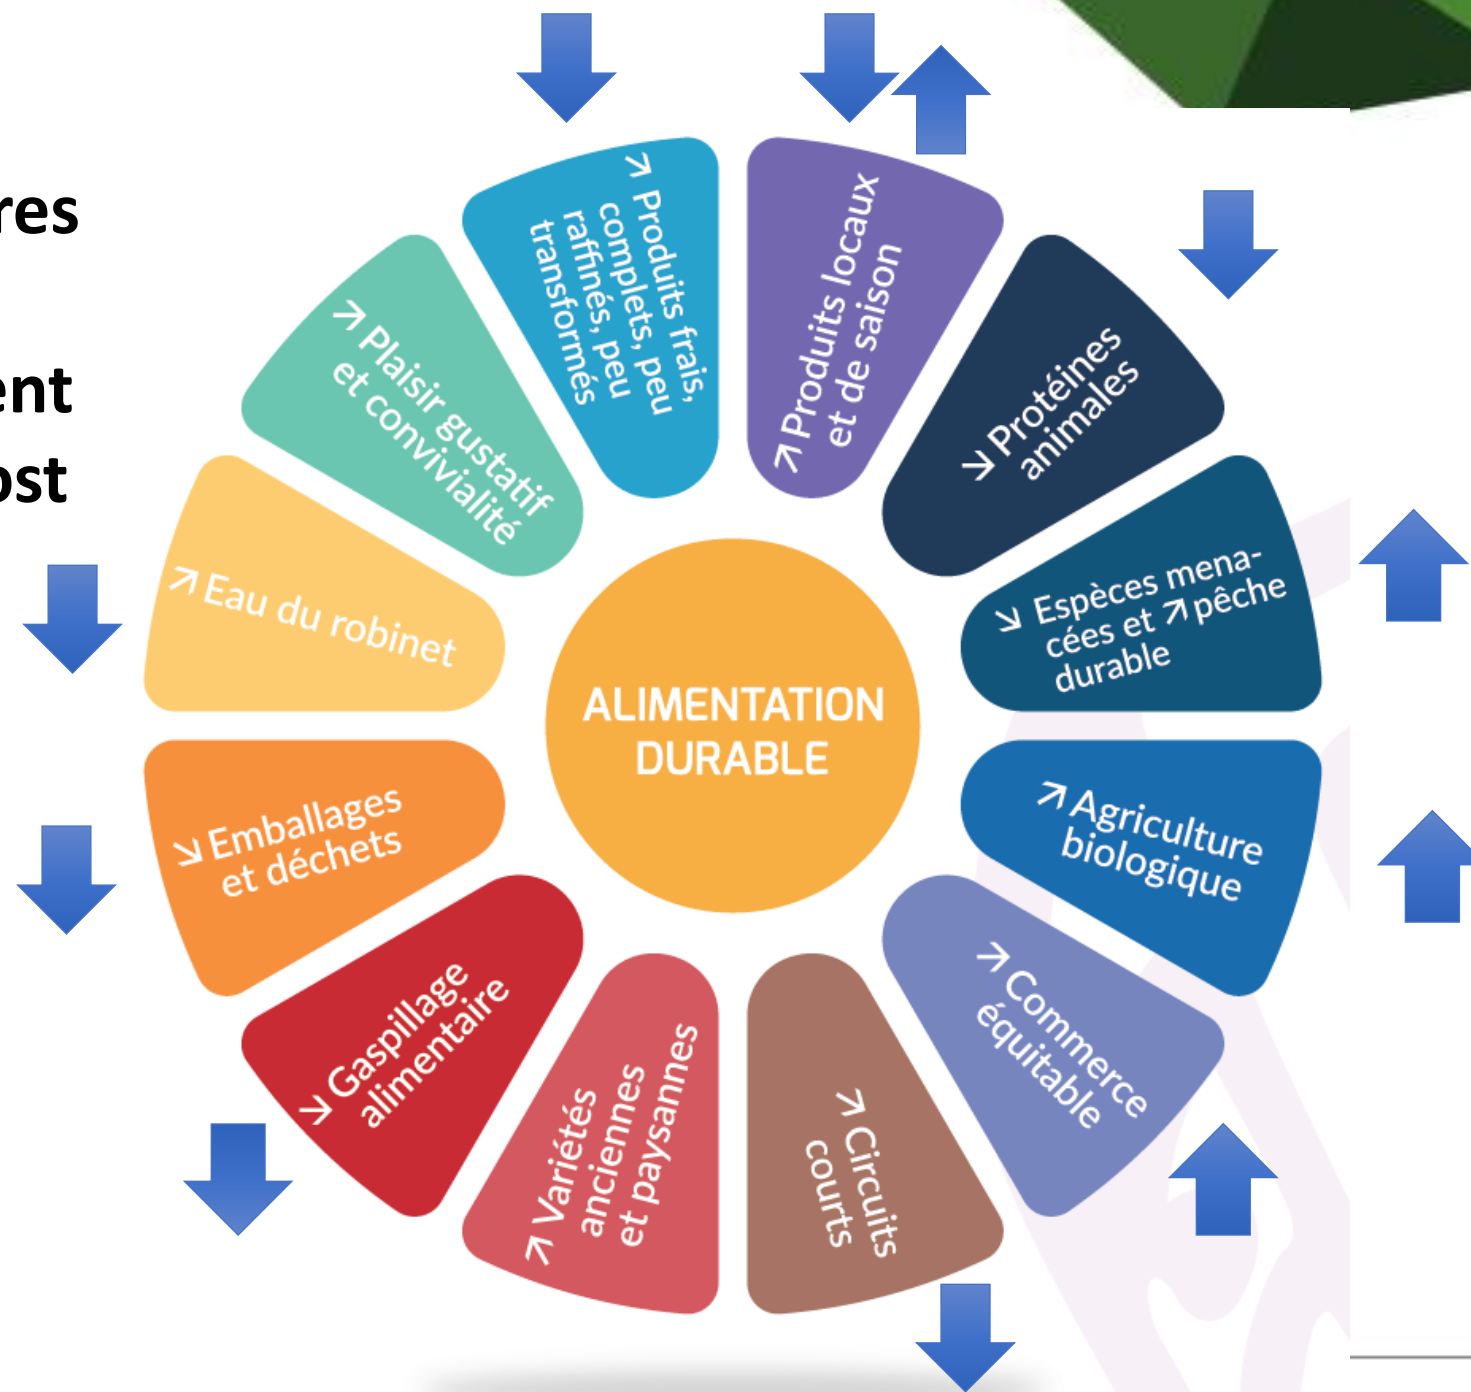 res
ent
ost
ALIMENTATION
DURABLE
↗ Produits locaux
et de saison
↘ Protéines
animales
↘ Espèces mena-
cées et ↗ pêche
durable
↗ Agriculture
biologique
↗ Commerce
équitable
↗ Circuits
courts
↗ Variétés
anciennes
et paysannes
↘ Gaspillage
alimentaire
↘ Emballages
et déchets
↗ Eau du robinet
↗ Plaisir gustatif
et convivialité
↗ Produits frais,
complets, peu
raffinés, peu
transformés